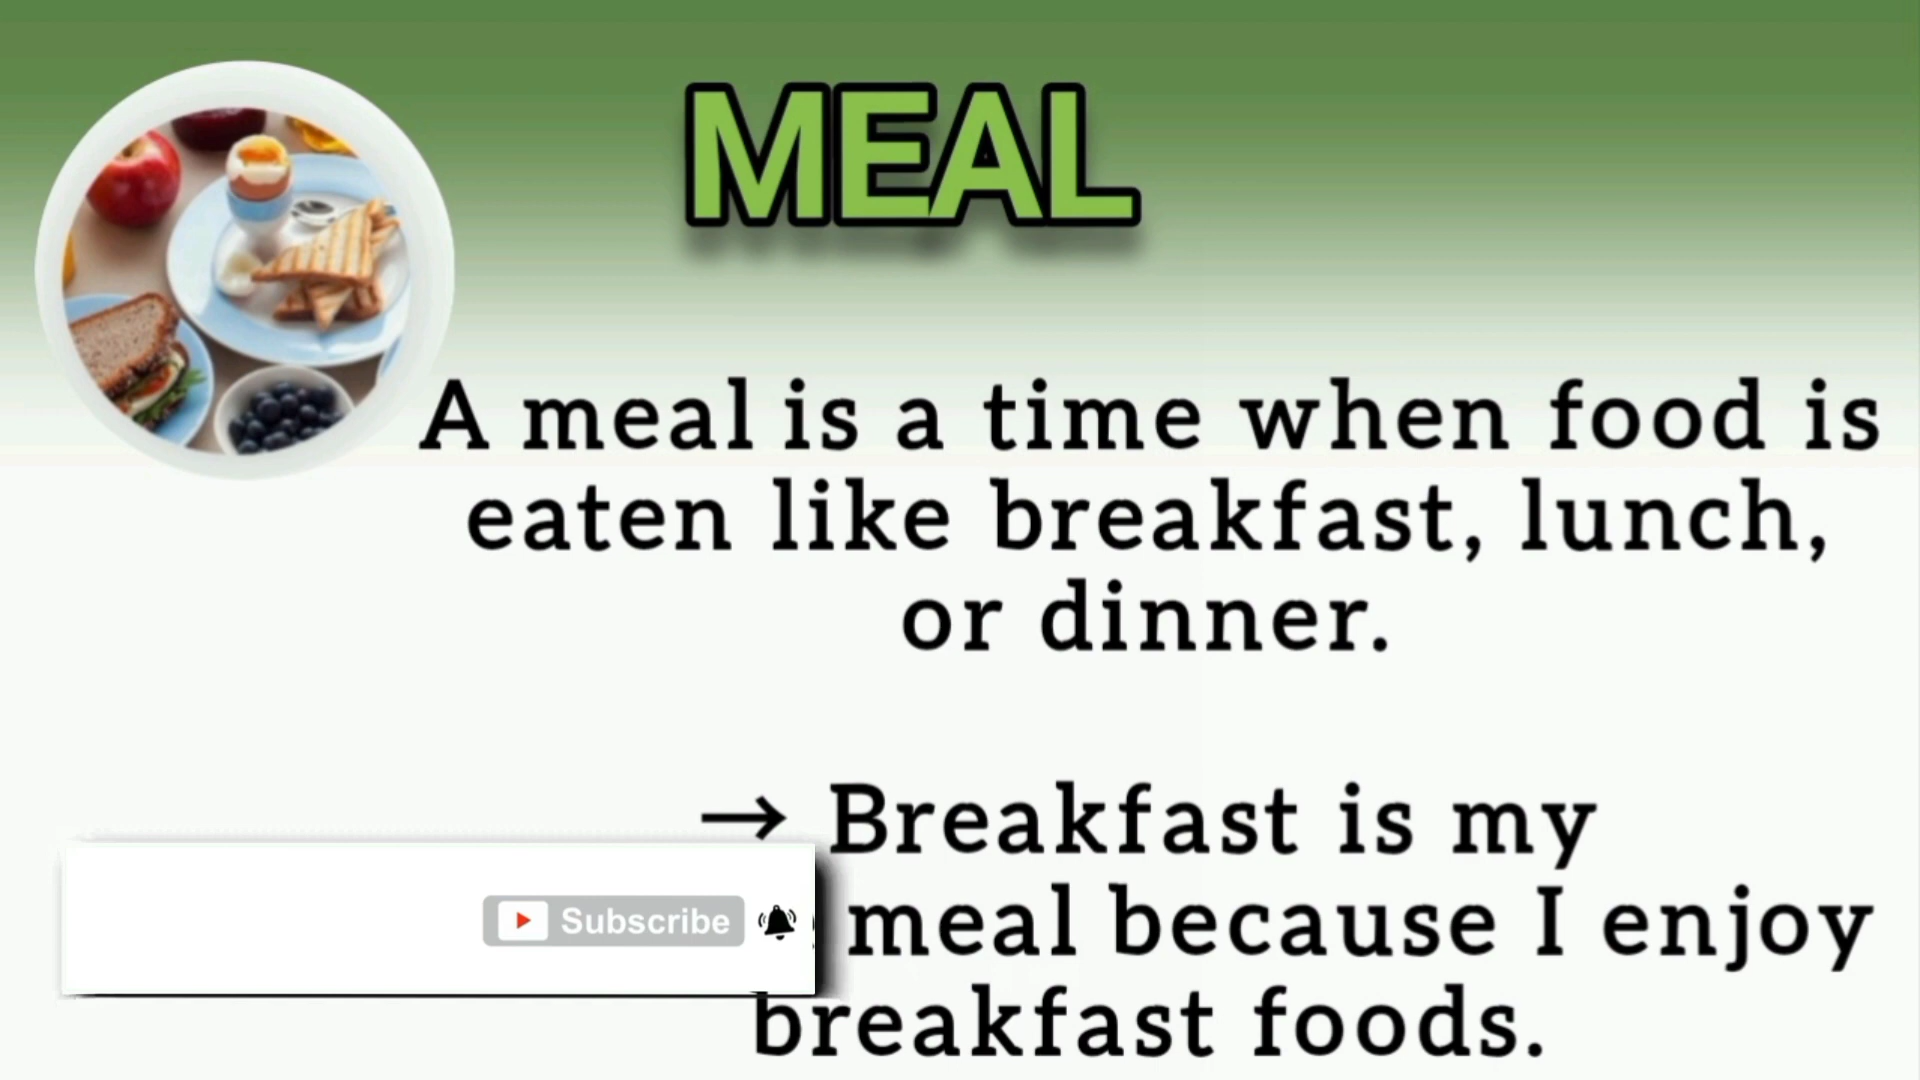 MEAL
A meal is a time when food is
eaten like breakfast, lunch,
or dinner.
→ Breakfast is my
meal because I enjoy
breakfast foods.
Subscribe